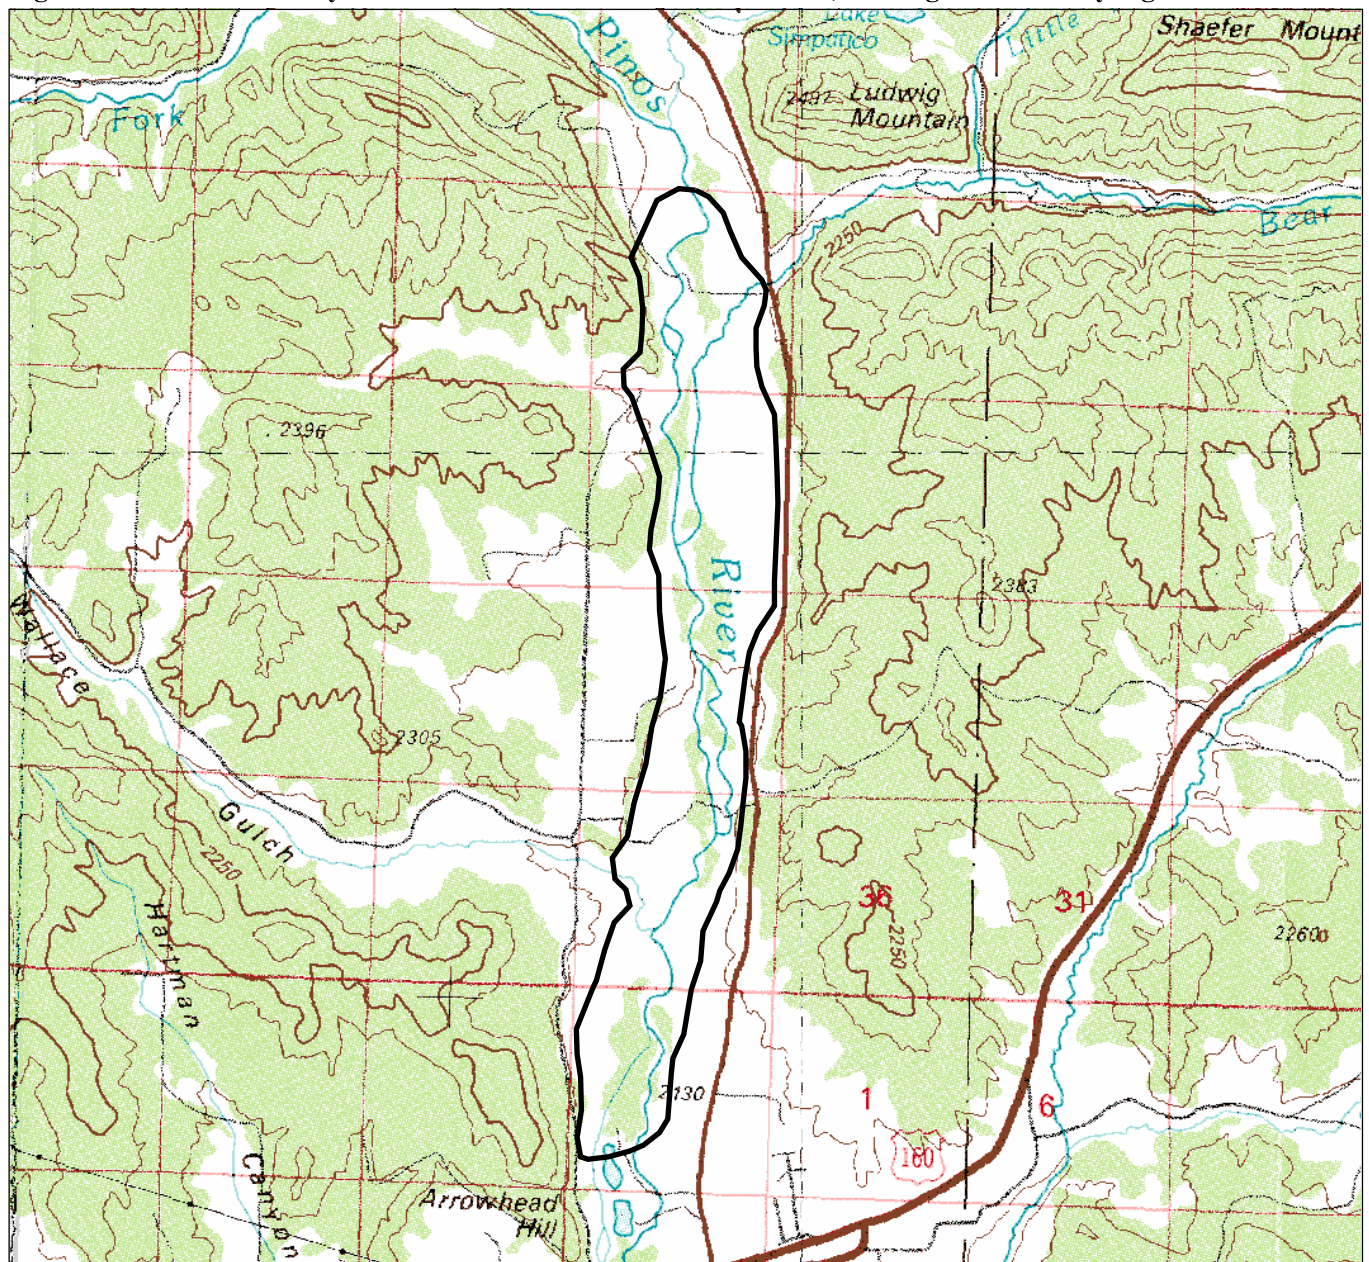 Lake
Simpatico
Little
Shaefer Mount
Pinos
2492
Ludwig
Mountain
Fork
Bear
2250
2396
River
2383
Wallace
2305
Gulch
2250
36
31
Hartman
2250
2260
2130
1
6
160
Canyon
Arrowhead
Hill